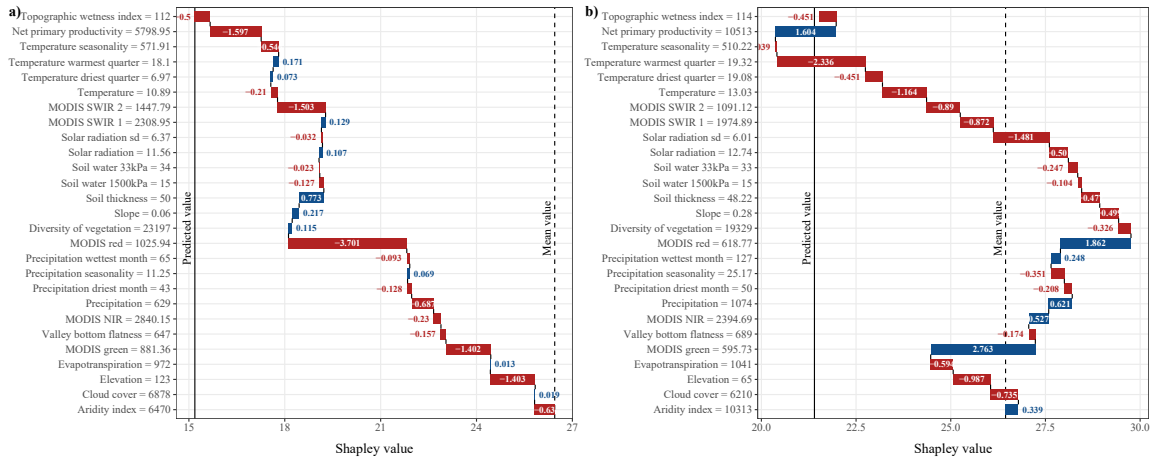 a)
Topographic wetness index = 112
−0.5
Net primary productivity = 5798.95
−1.597
Temperature seasonality = 571.91
Temperature warmest quarter = 18.1
0.171
Temperature driest quarter = 6.97
0.073
Temperature = 10.89
−0.21
MODIS SWIR 2 = 1447.79
−1.503
MODIS SWIR 1 = 2308.95
0.129
Solar radiation sd = 6.37
−0.032
Solar radiation = 11.56
0.107
Soil water 33kPa = 34
−0.023
Soil water 1500kPa = 15
−0.127
Soil thickness = 50
0.773
Slope = 0.06
0.217
Diversity of vegetation = 23197
0.115
MODIS red = 1025.94
−3.701
Precipitation wettest month = 65
−0.093
Precipitation seasonality = 11.25
0.069
Precipitation driest month = 43
−0.128
Precipitation = 629
−0.687
MODIS NIR = 2840.15
−0.23
Valley bottom flatness = 647
−0.157
MODIS green = 881.36
−1.402
Evapotranspiration = 972
0.013
Elevation = 123
−1.403
Cloud cover = 6878
0.019
Aridity index = 6470
−0.63
Predicted value
Mean value
15
18
21
24
27
Shapley value
b)
Topographic wetness index = 114
−0.451
Net primary productivity = 10513
1.604
Temperature seasonality = 510.22
Temperature warmest quarter = 19.32
−2.336
Temperature driest quarter = 19.08
−0.451
Temperature = 13.03
−1.164
MODIS SWIR 2 = 1091.12
−0.89
MODIS SWIR 1 = 1974.89
−0.872
Solar radiation sd = 6.01
−1.481
Solar radiation = 12.74
−0.50
Soil water 33kPa = 33
−0.247
Soil water 1500kPa = 15
−0.104
Soil thickness = 48.22
−0.47
Slope = 0.28
−0.49
Diversity of vegetation = 19329
−0.326
MODIS red = 618.77
1.862
Precipitation wettest month = 127
0.248
Precipitation seasonality = 25.17
−0.351
Precipitation driest month = 50
−0.208
Precipitation = 1074
0.621
MODIS NIR = 2394.69
0.527
Valley bottom flatness = 689
−0.174
MODIS green = 595.73
2.763
Evapotranspiration = 1041
−0.594
Elevation = 65
−0.987
Cloud cover = 6210
−0.735
Aridity index = 10313
0.339
Predicted value
Mean value
20.0
22.5
25.0
27.5
30.0
Shapley value